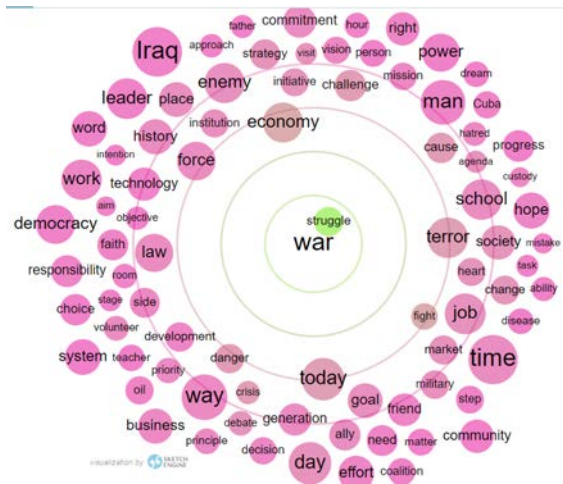 father
commitment
hour
right
Iraq
approach
strategy
visit
vision
person
power
dream
leader
place
enemy
initiative
challenge
mission
man
Cuba
word
history
institution
economy
cause
hatred
progress
intention
force
agenda
custody
work
technology
school
hope
aim
struggle
democracy
objective
war
terror
society
mistake
faith
law
responsibility
room
heart
task
ability
stage
side
change
choice
volunteer
fight
job
disease
development
system
teacher
danger
market
time
priority
today
military
oil
way
crisis
goal
friend
step
business
debate
generation
principle
decision
ally
need
matter
community
day
effort
coalition
visualization by SKETCH
ENGINE